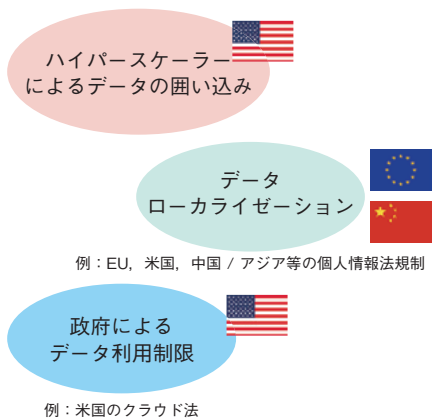 ハイパースケーラー
によるデータの囲い込み
データ
ローカライゼーション
例：EU，米国，中国 / アジア等の個人情報法規制
政府による
データ利用制限
例：米国のクラウド法